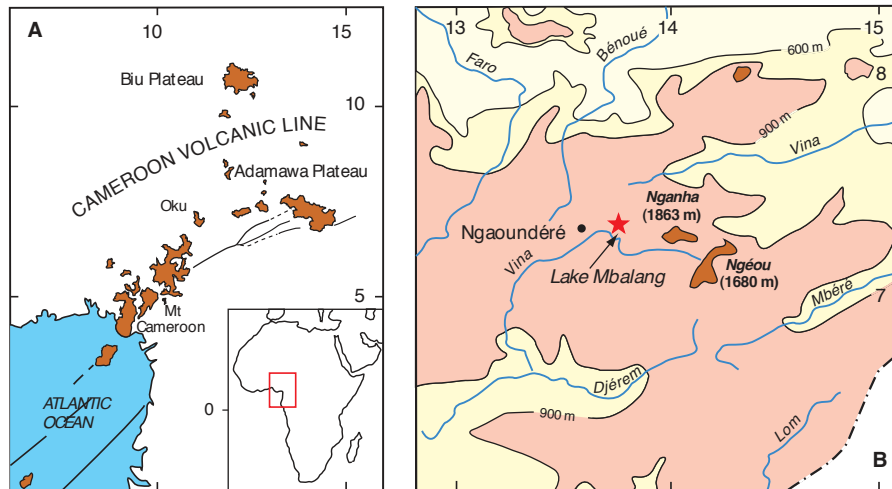 A
10
15
Biu Plateau
10
CAMEROON VOLCANIC LINE
Adamawa Plateau
Oku
5
Mt
Cameroon
ATLANTIC
OCEAN
0
13
14
15
Faro
Bénoué
600 m
8
900 m
Vina
Nganha
(1863 m)
Ngaoundéré
Vina
Lake Mbalang
Ngéou
(1680 m)
Mbéré
7
Djérem
900 m
Lom
B